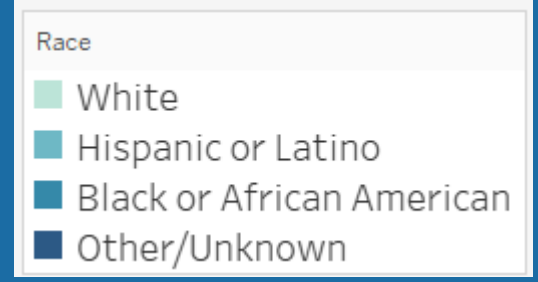 Race
White
Hispanic or Latino
Black or African American
Other/Unknown